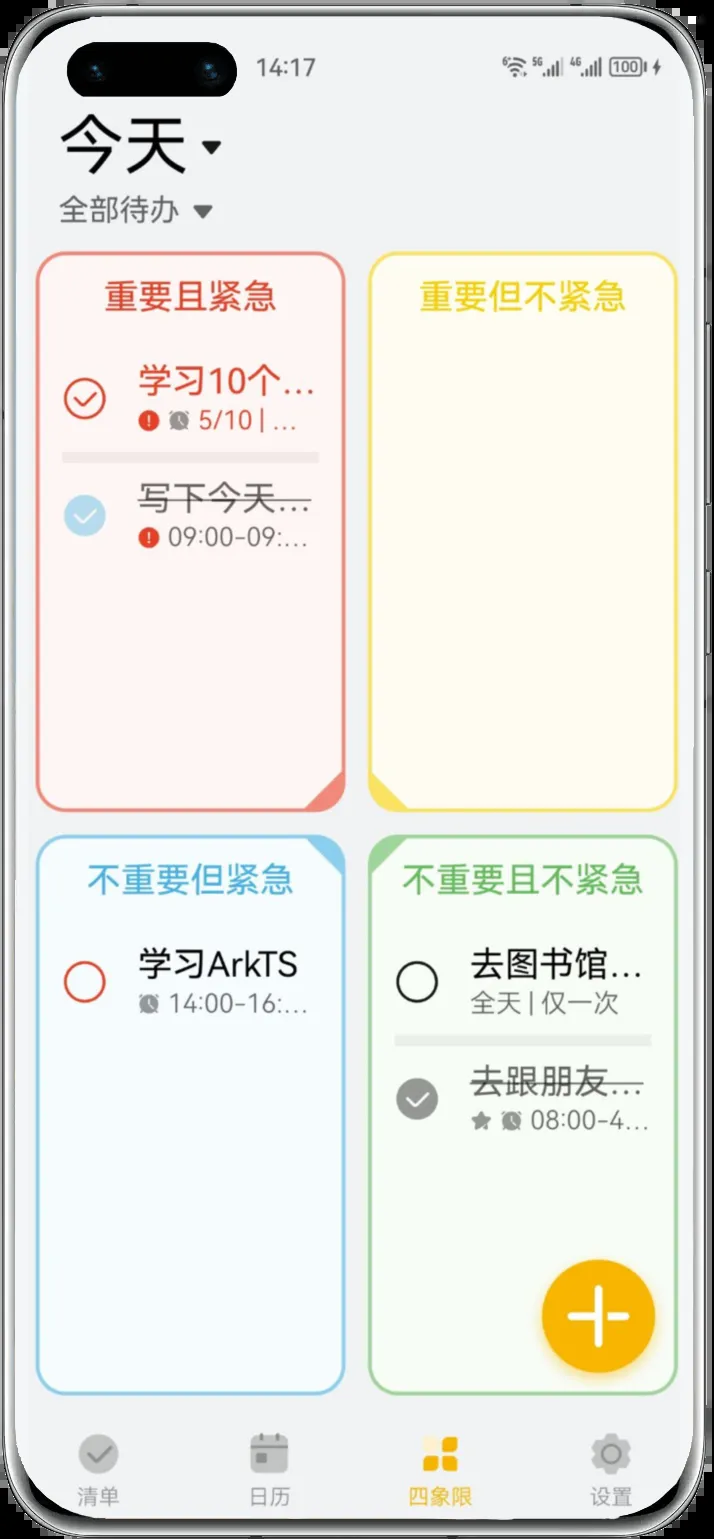 14:17
6 5G 4G 100
今天
全部待办
重要且紧急
学习10个...
5/10 | ...
写下今天...
09:00-09:...
重要但不紧急
不重要但紧急
学习ArkTS
14:00-16:...
不重要且不紧急
去图书馆...
全天 | 仅一次
去跟朋友...
08:00-4...
清单
日历
四象限
设置